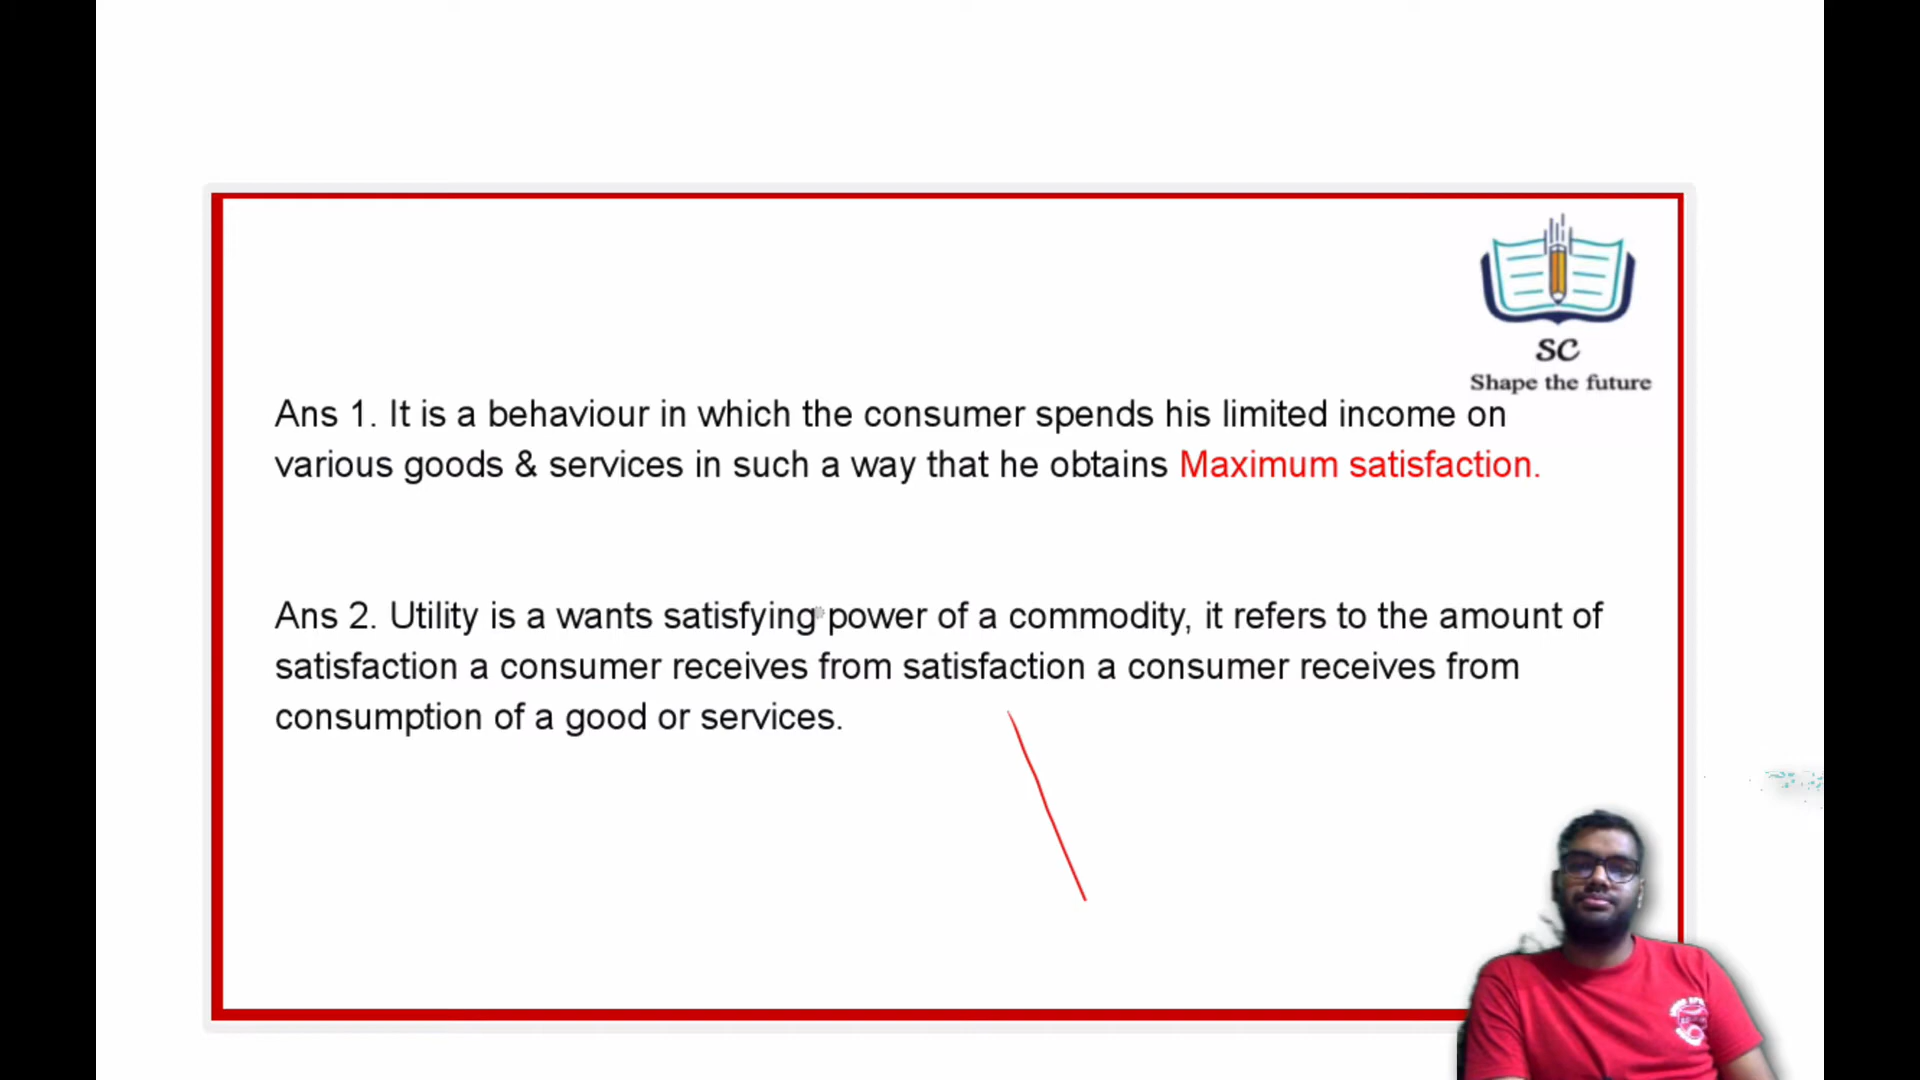 SC
Shape the future
Ans 1. It is a behaviour in which the consumer spends his limited income on
various goods & services in such a way that he obtains Maximum satisfaction.
Ans 2. Utility is a wants satisfying power of a commodity, it refers to the amount of
satisfaction a consumer receives from satisfaction a consumer receives from
consumption of a good or services.